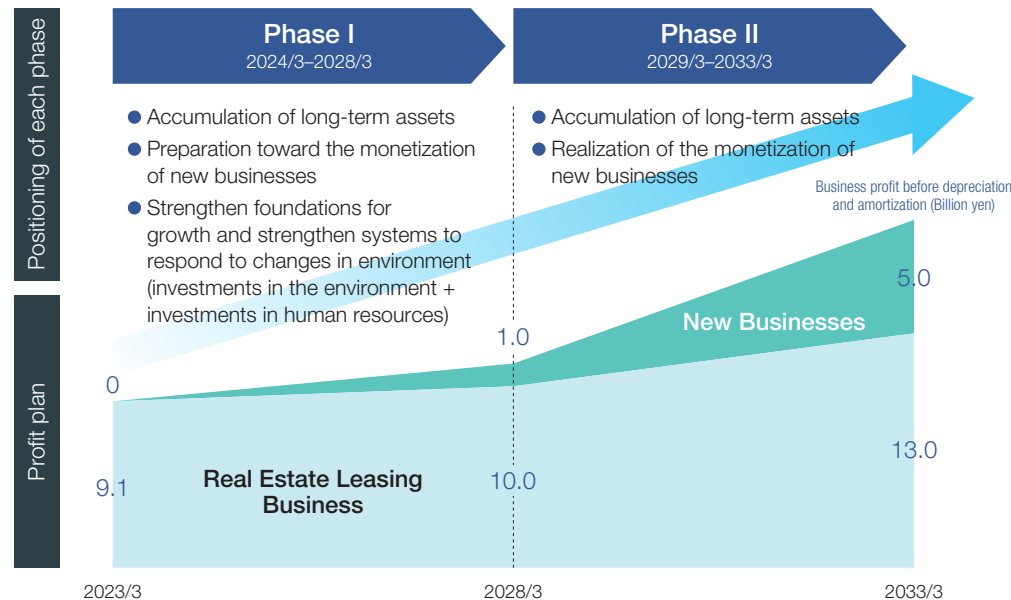 Positioning of each phase
Phase I
2024/3–2028/3
Phase II
2029/3–2033/3
● Accumulation of long-term assets
● Preparation toward the monetization
of new businesses
● Strengthen foundations for
growth and strengthen systems to
respond to changes in environment
(investments in the environment +
investments in human resources)
● Accumulation of long-term assets
● Realization of the monetization of
new businesses
Business profit before depreciation
and amortization (Billion yen)
Profit plan
0
1.0
5.0
New Businesses
9.1
Real Estate Leasing
Business
10.0
13.0
2023/3
2028/3
2033/3